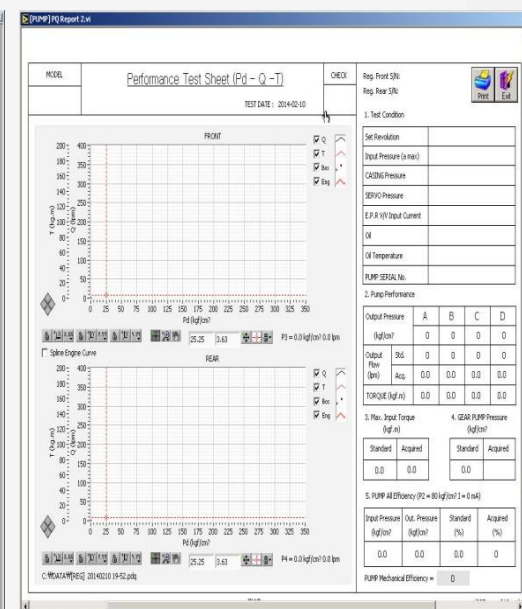 [PUMP] PQ Report 2.vi
MODEL
Performance Test Sheet (Pd - Q -T)
CHECK
TEST DATE : 2014-02-10
FRONT
Q
T
Eng
T (kg.m)
Q (lpm)
200
180
160
140
120
100
80
60
40
20
0
400
350
300
250
200
150
100
50
0
0 25 50 75 100 125 150 175 200 225 250 275 300 325 350
Pd (kgf/cm?
25.25 3.63
P3 = 0.0 kgf/cm? 0.0 lpm
Spline Engine Curve
REAR
Q
T
Eng
T (kg.m)
Q (lpm)
200
180
160
140
120
100
80
60
40
20
0
400
350
300
250
200
150
100
50
0
0 25 50 75 100 125 150 175 200 225 250 275 300 325 350
Pd (kgf/cm?
25.25 3.63
P4 = 0.0 kgf/cm? 0.0 lpm
C:₩DATA₩[REG] 20140210 19-52.pdq
Reg. Front S/N:
Reg. Rear S/N:
Print Exit
1. Test Condition
Set Revolution
Input Pressure (a max)
CASING Pressure
SERVO Pressure
E.P.R V/V Input Current
Oil
Oil Temperature
PUMP SERIAL No.
2. Pump Performance
Output Pressure (kgf/cm? A B C D
0 0 0 0
Output Flow (lpm) Std. 0 0 0 0
Acq. 0.0 0.0 0.0 0.0
TORQUE (kgf.m) 0.0 0.0 0.0 0.0
3. Max. Input Torque (kgf.m)
Standard Acquired
0.0 0.0
4. GEAR PUMP Pressure (kgf/cm?
Standard Acquired
0.0
5. PUMP All Efficiency (P2 = 80 kgf/cm? I = 0 mA)
Input Pressure (kgf/cm? Out. Pressure (kgf/cm? Standard (%) Acquired (%)
0.0 0.0 0.0 0
PUMP Mechanical Efficiency = 0